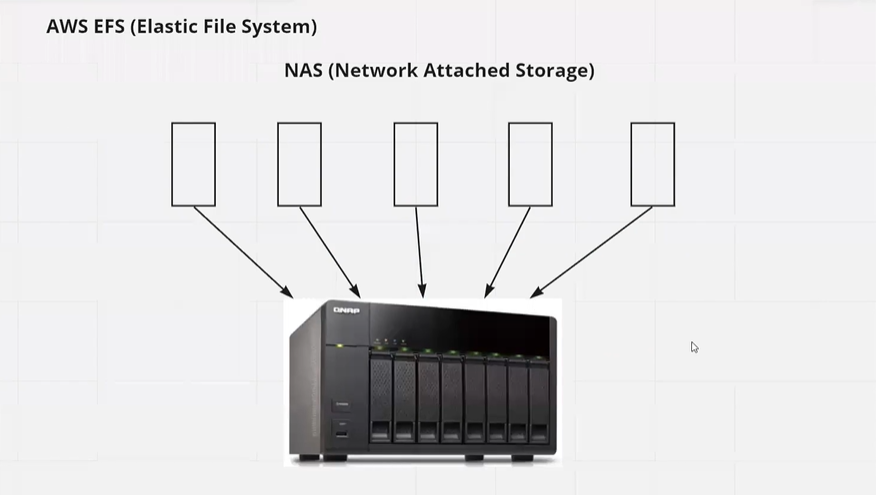 AWS EFS (Elastic File System)
NAS (Network Attached Storage)
QNAP